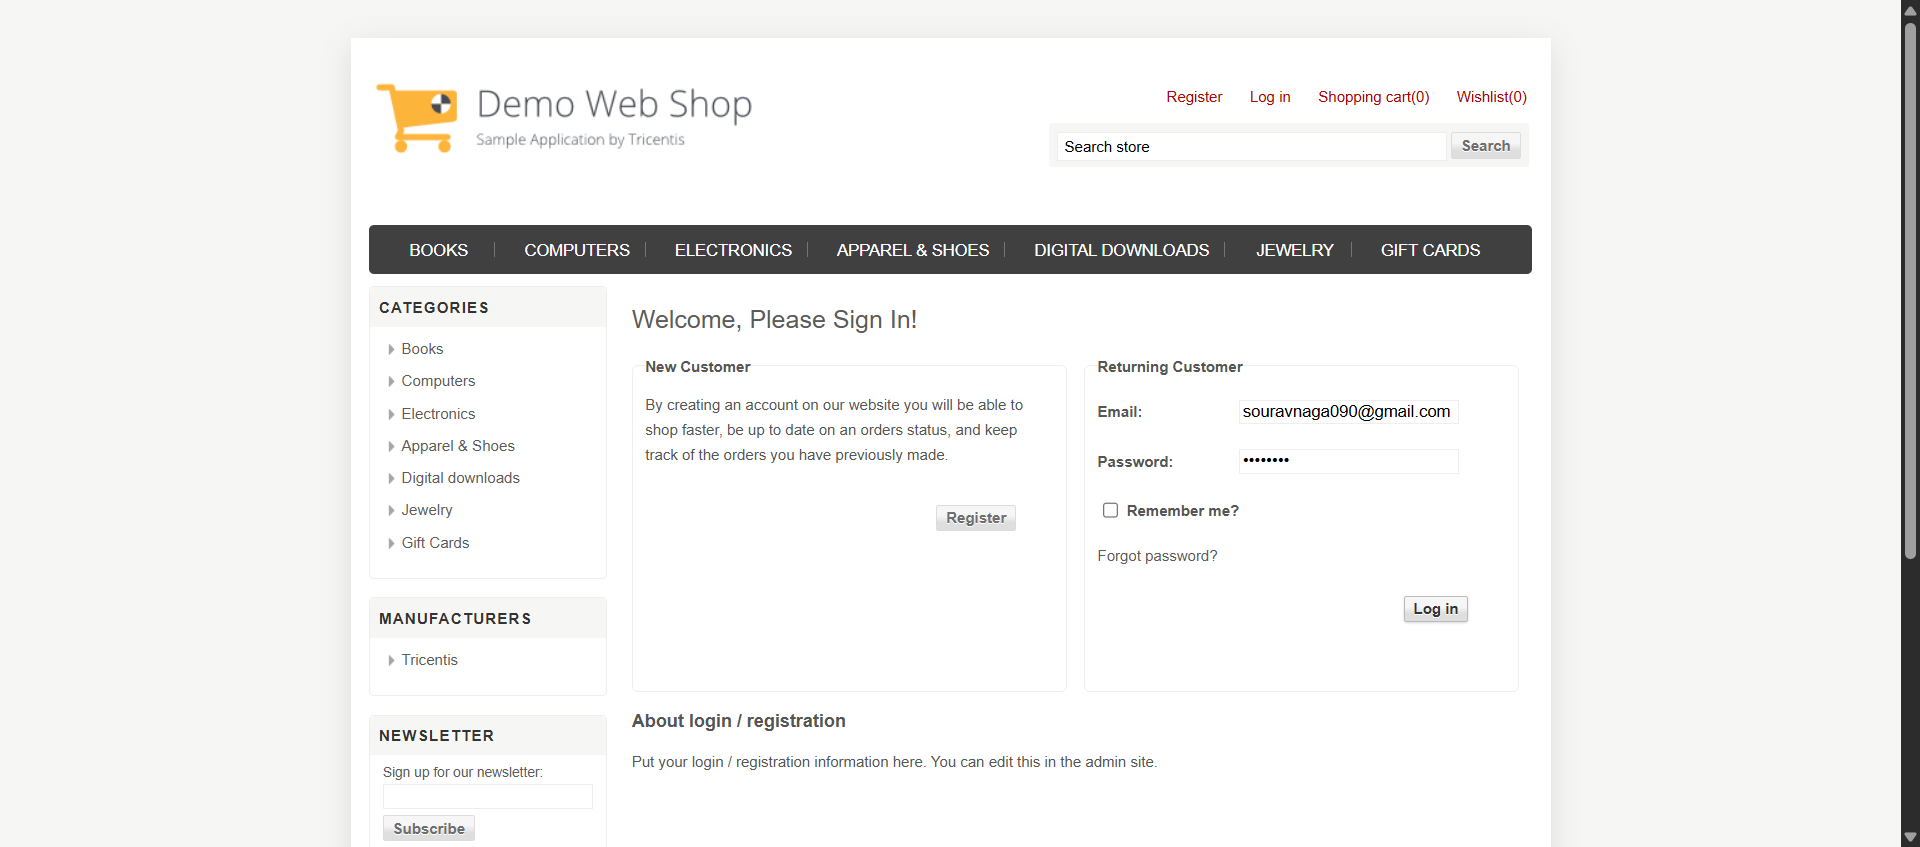 Demo Web Shop
Sample Application by Tricentis
Register Log in Shopping cart(0) Wishlist(0)
Search store Search
BOOKS COMPUTERS ELECTRONICS APPAREL & SHOES DIGITAL DOWNLOADS JEWELRY GIFT CARDS
CATEGORIES
Books
Computers
Electronics
Apparel & Shoes
Digital downloads
Jewelry
Gift Cards
MANUFACTURERS
Tricentis
NEWSLETTER
Sign up for our newsletter:
Subscribe
Welcome, Please Sign In!
New Customer
By creating an account on our website you will be able to
shop faster, be up to date on an orders status, and keep
track of the orders you have previously made.
Register
Returning Customer
Email: souravnaga090@gmail.com
Password: ••••••••
Remember me?
Forgot password?
Log in
About login / registration
Put your login / registration information here. You can edit this in the admin site.